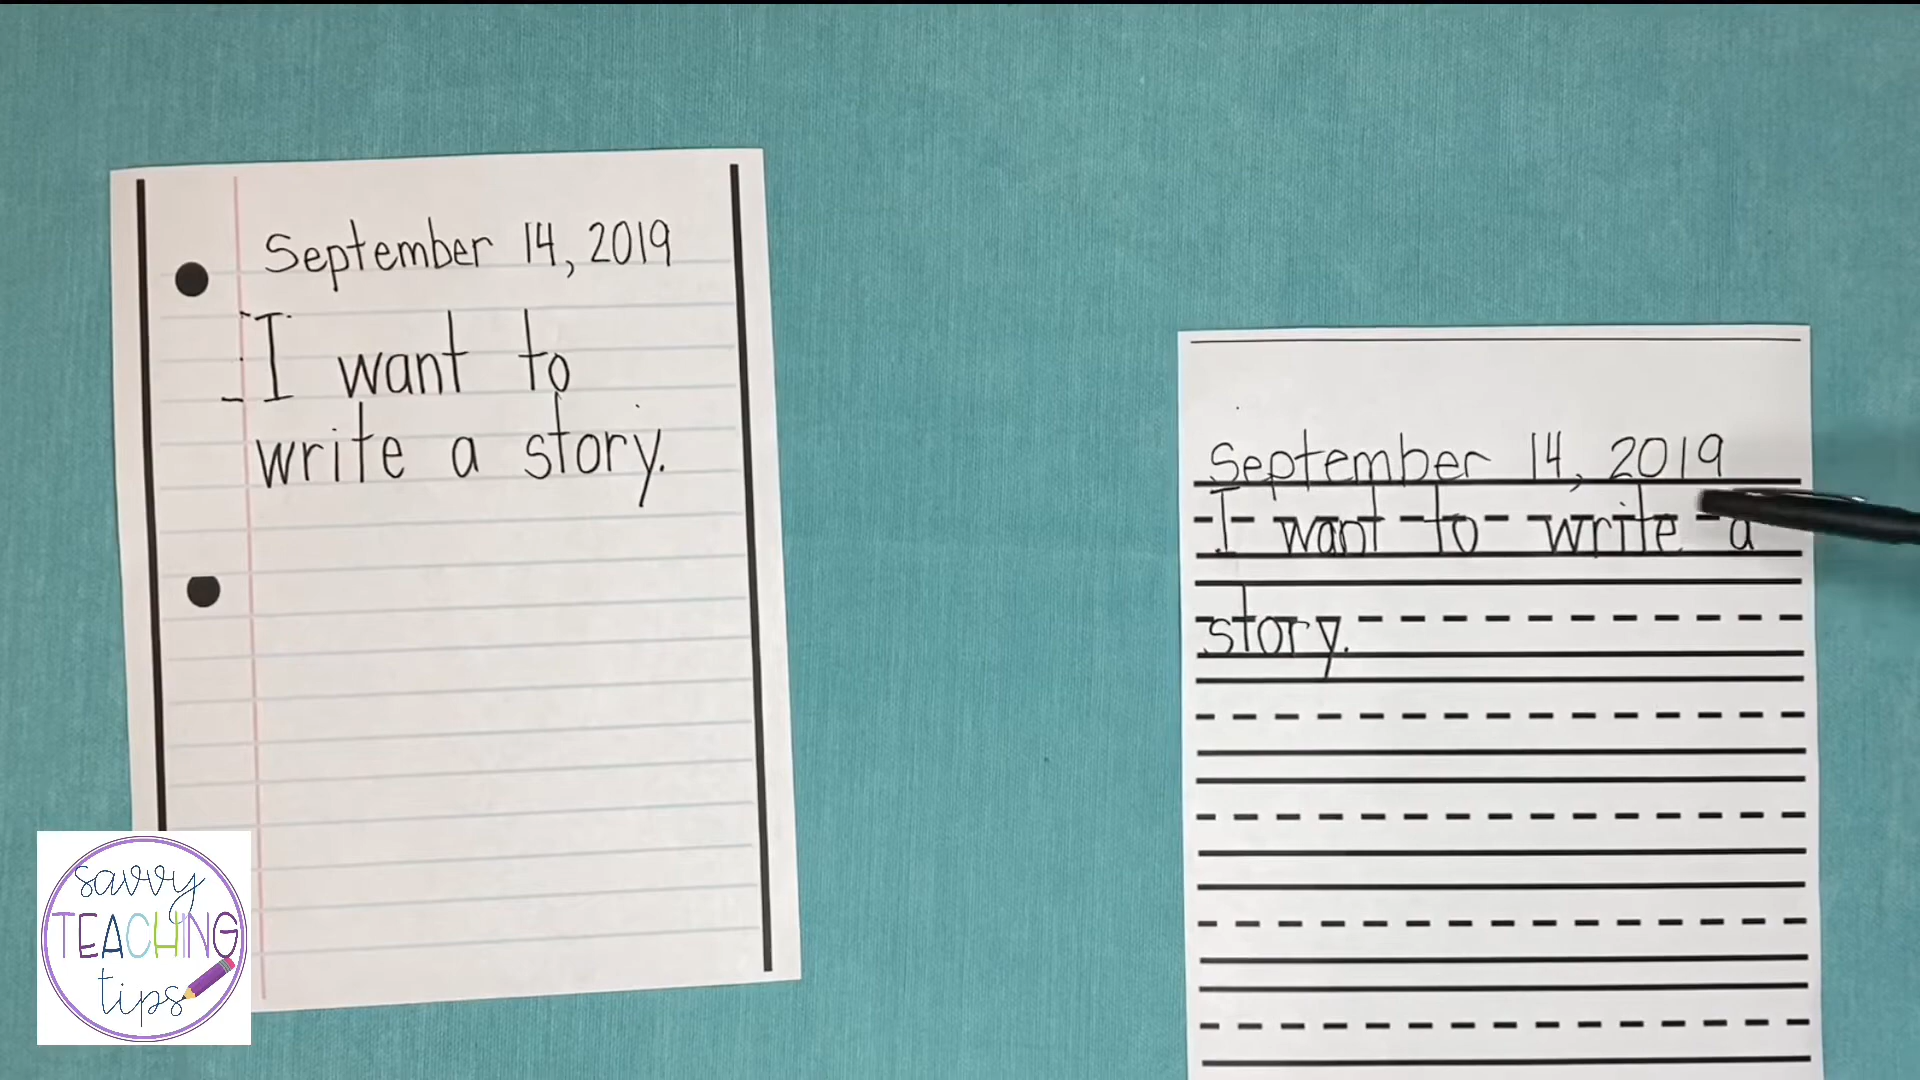 September 14, 2019
I want to
write a story.
September 14, 2019
I want to write a
story.
savvy
TEACHING
tips